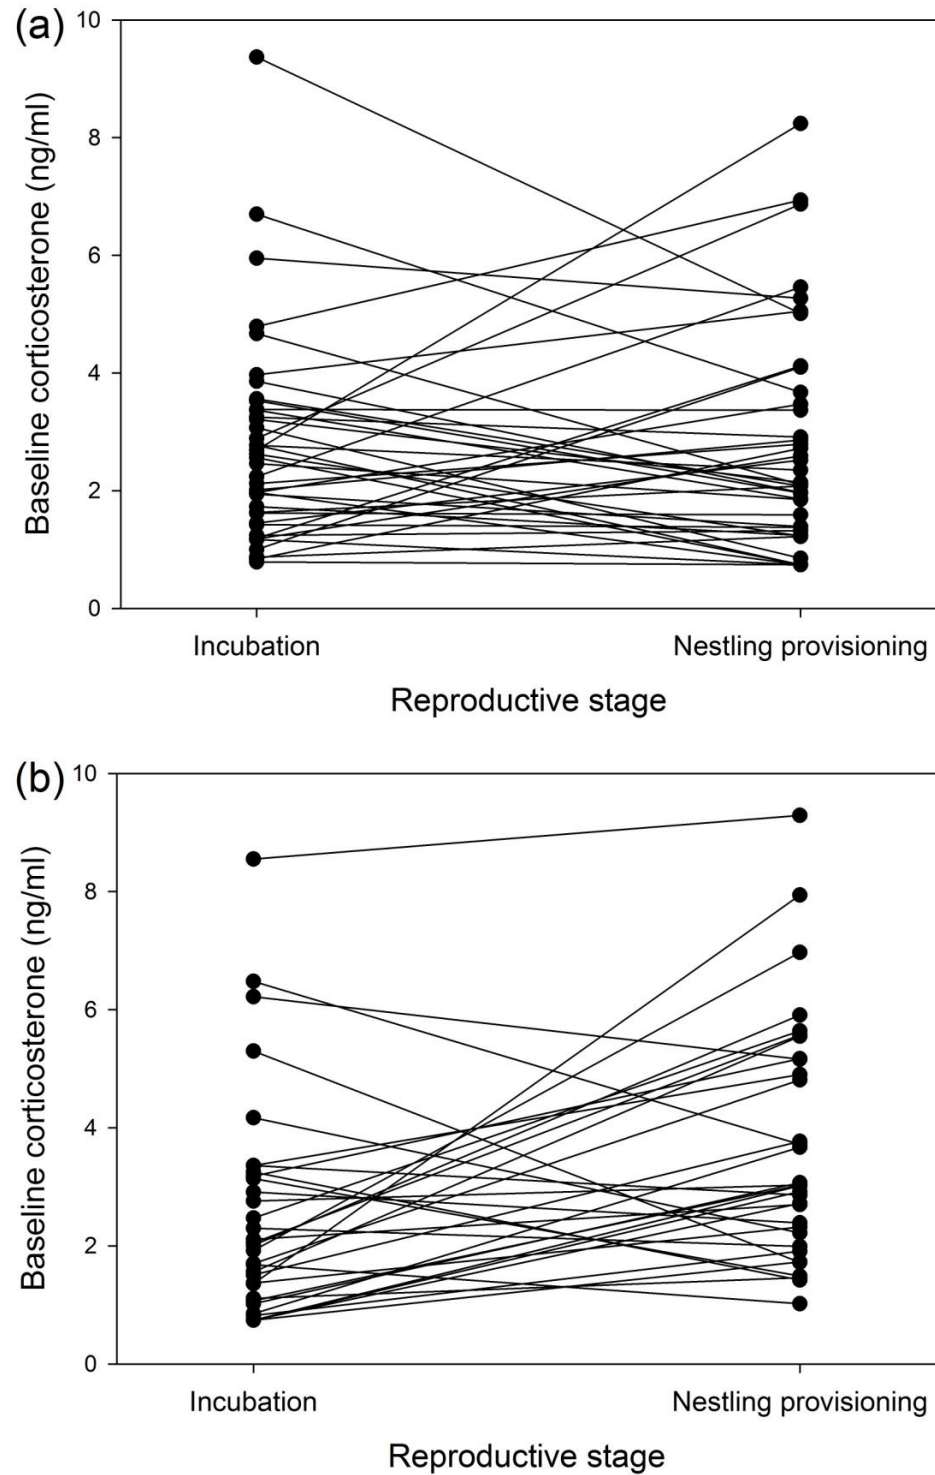 (a)
10
8
6
4
2
0
Baseline corticosterone (ng/ml)
Incubation
Nestling provisioning
Reproductive stage
(b)
10
8
6
4
2
0
Baseline corticosterone (ng/ml)
Incubation
Nestling provisioning
Reproductive stage